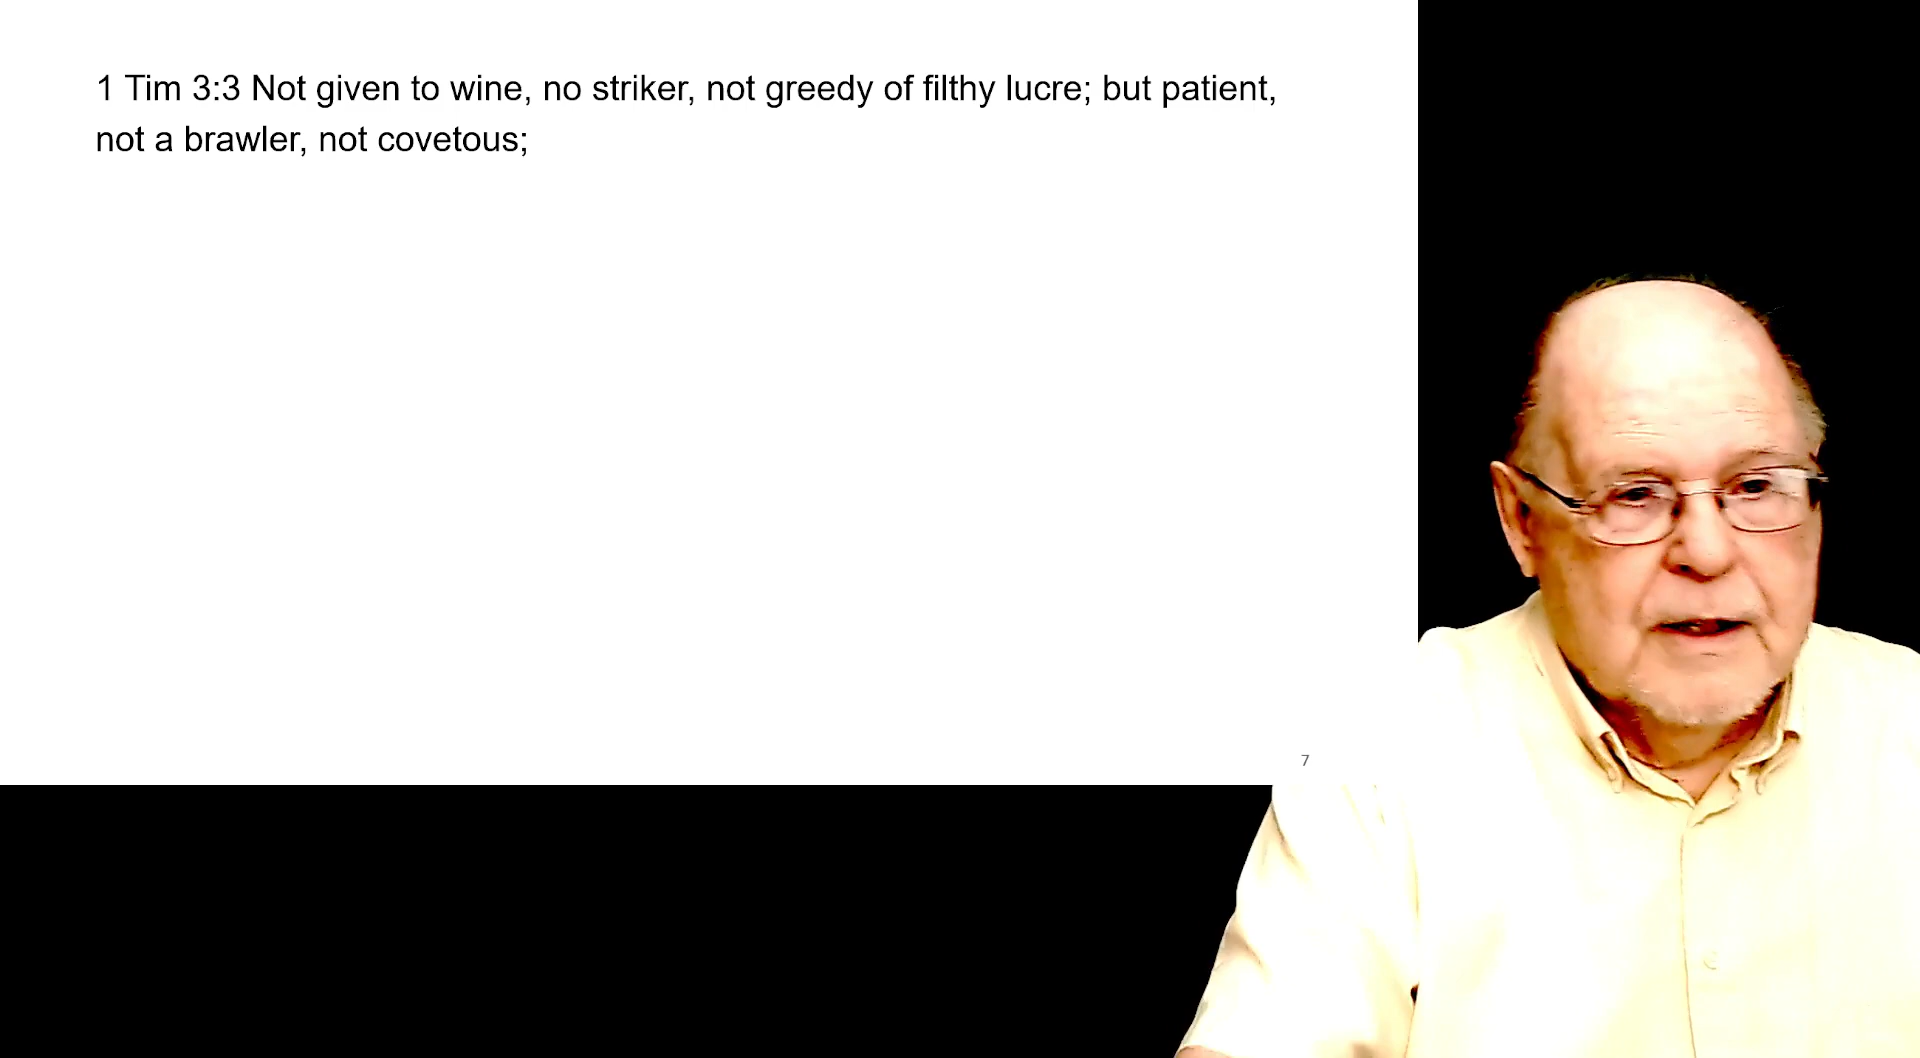 1 Tim 3:3 Not given to wine, no striker, not greedy of filthy lucre; but patient,
not a brawler, not covetous;
7